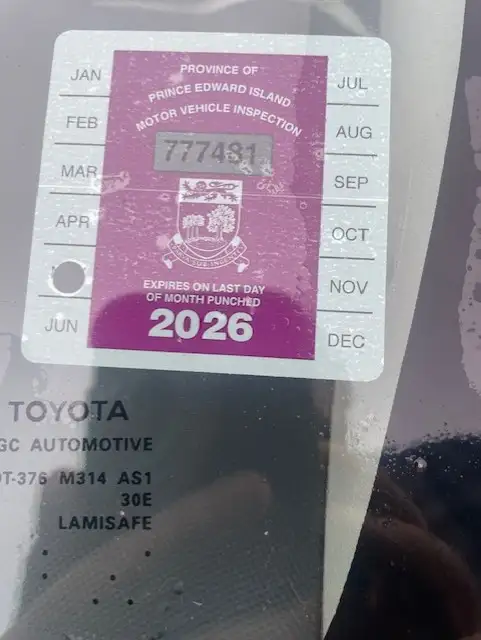 PROVINCE OF
PRINCE EDWARD ISLAND
MOTOR VEHICLE INSPECTION
777481
JAN
FEB
MAR
APR
JUN
JUL
AUG
SEP
OCT
NOV
DEC
EXPIRES ON LAST DAY
OF MONTH PUNCHED
2026
TOYOTA
GC AUTOMOTIVE
OT-376 M314 AS1
30E
LAMISAFE